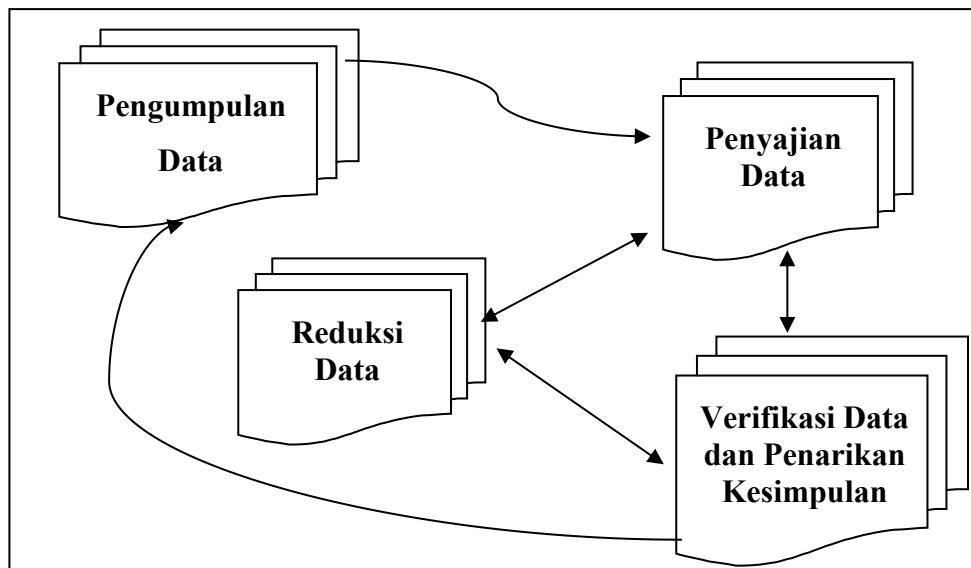 Pengumpulan
Data
Penyajian
Data
Reduksi
Data
Verifikasi Data
dan Penarikan
Kesimpulan